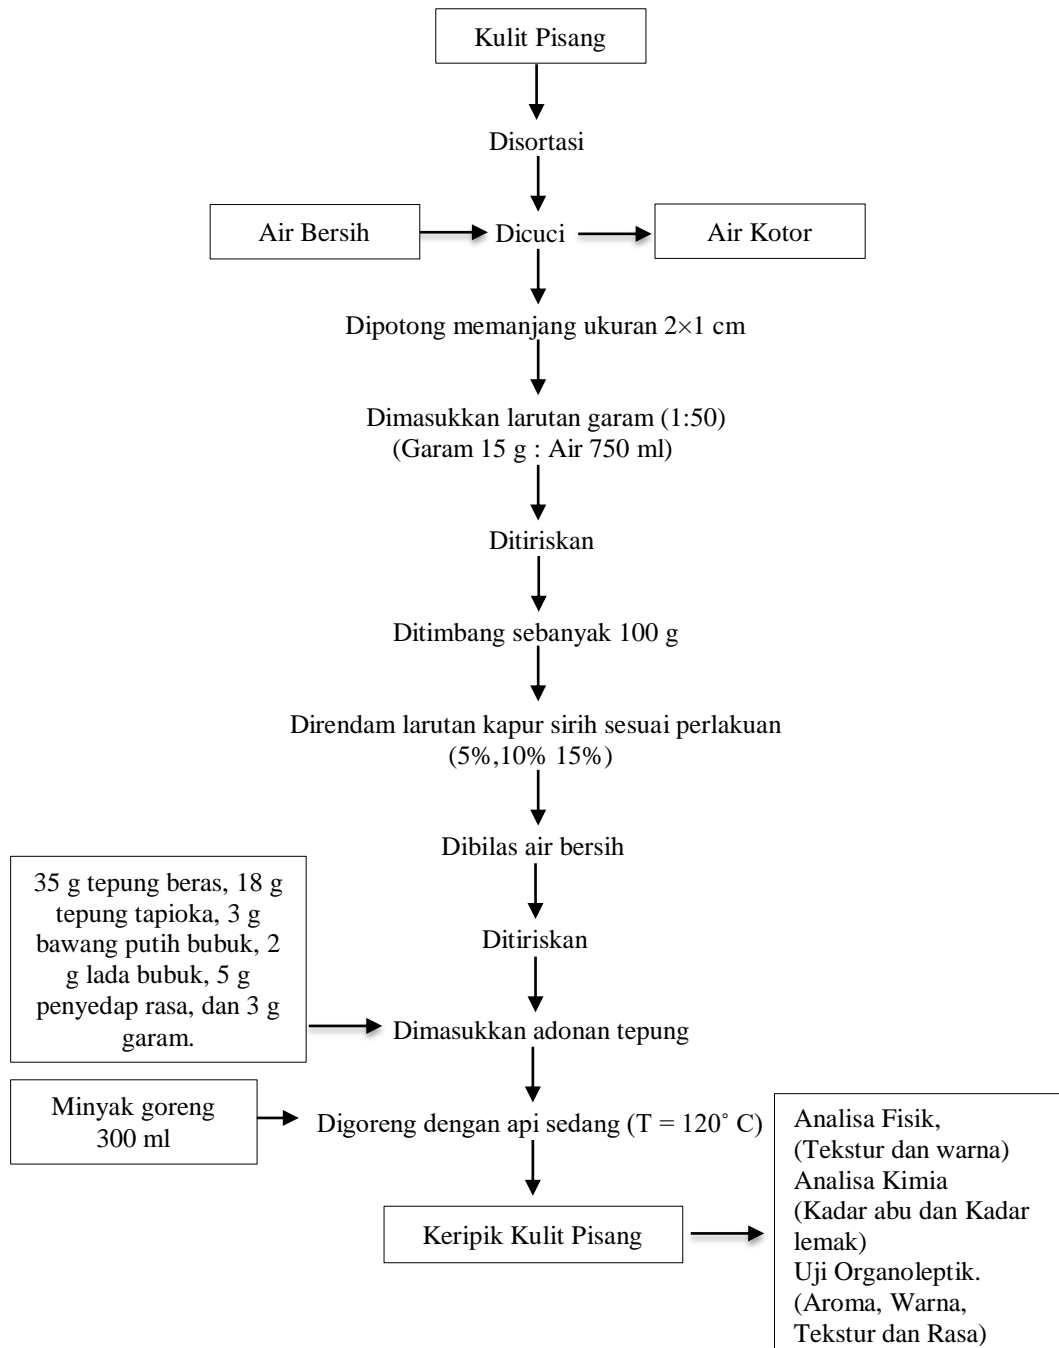 Kulit Pisang
Disortasi
Air Bersih
Dicuci
Air Kotor
Dipotong memanjang ukuran 2×1 cm
Dimasukkan larutan garam (1:50)
(Garam 15 g : Air 750 ml)
Ditiriskan
Ditimbang sebanyak 100 g
Direndam larutan kapur sirih sesuai perlakuan
(5%,10% 15%)
Dibilas air bersih
35 g tepung beras, 18 g
tepung tapioka, 3 g
bawang putih bubuk, 2
g lada bubuk, 5 g
penyedap rasa, dan 3 g
garam.
Ditiriskan
Dimasukkan adonan tepung
Minyak goreng
300 ml
Digoreng dengan api sedang (T = 120˚ C)
Keripik Kulit Pisang
Analisa Fisik,
(Tekstur dan warna)
Analisa Kimia
(Kadar abu dan Kadar
lemak)
Uji Organoleptik.
(Aroma, Warna,
Tekstur dan Rasa)